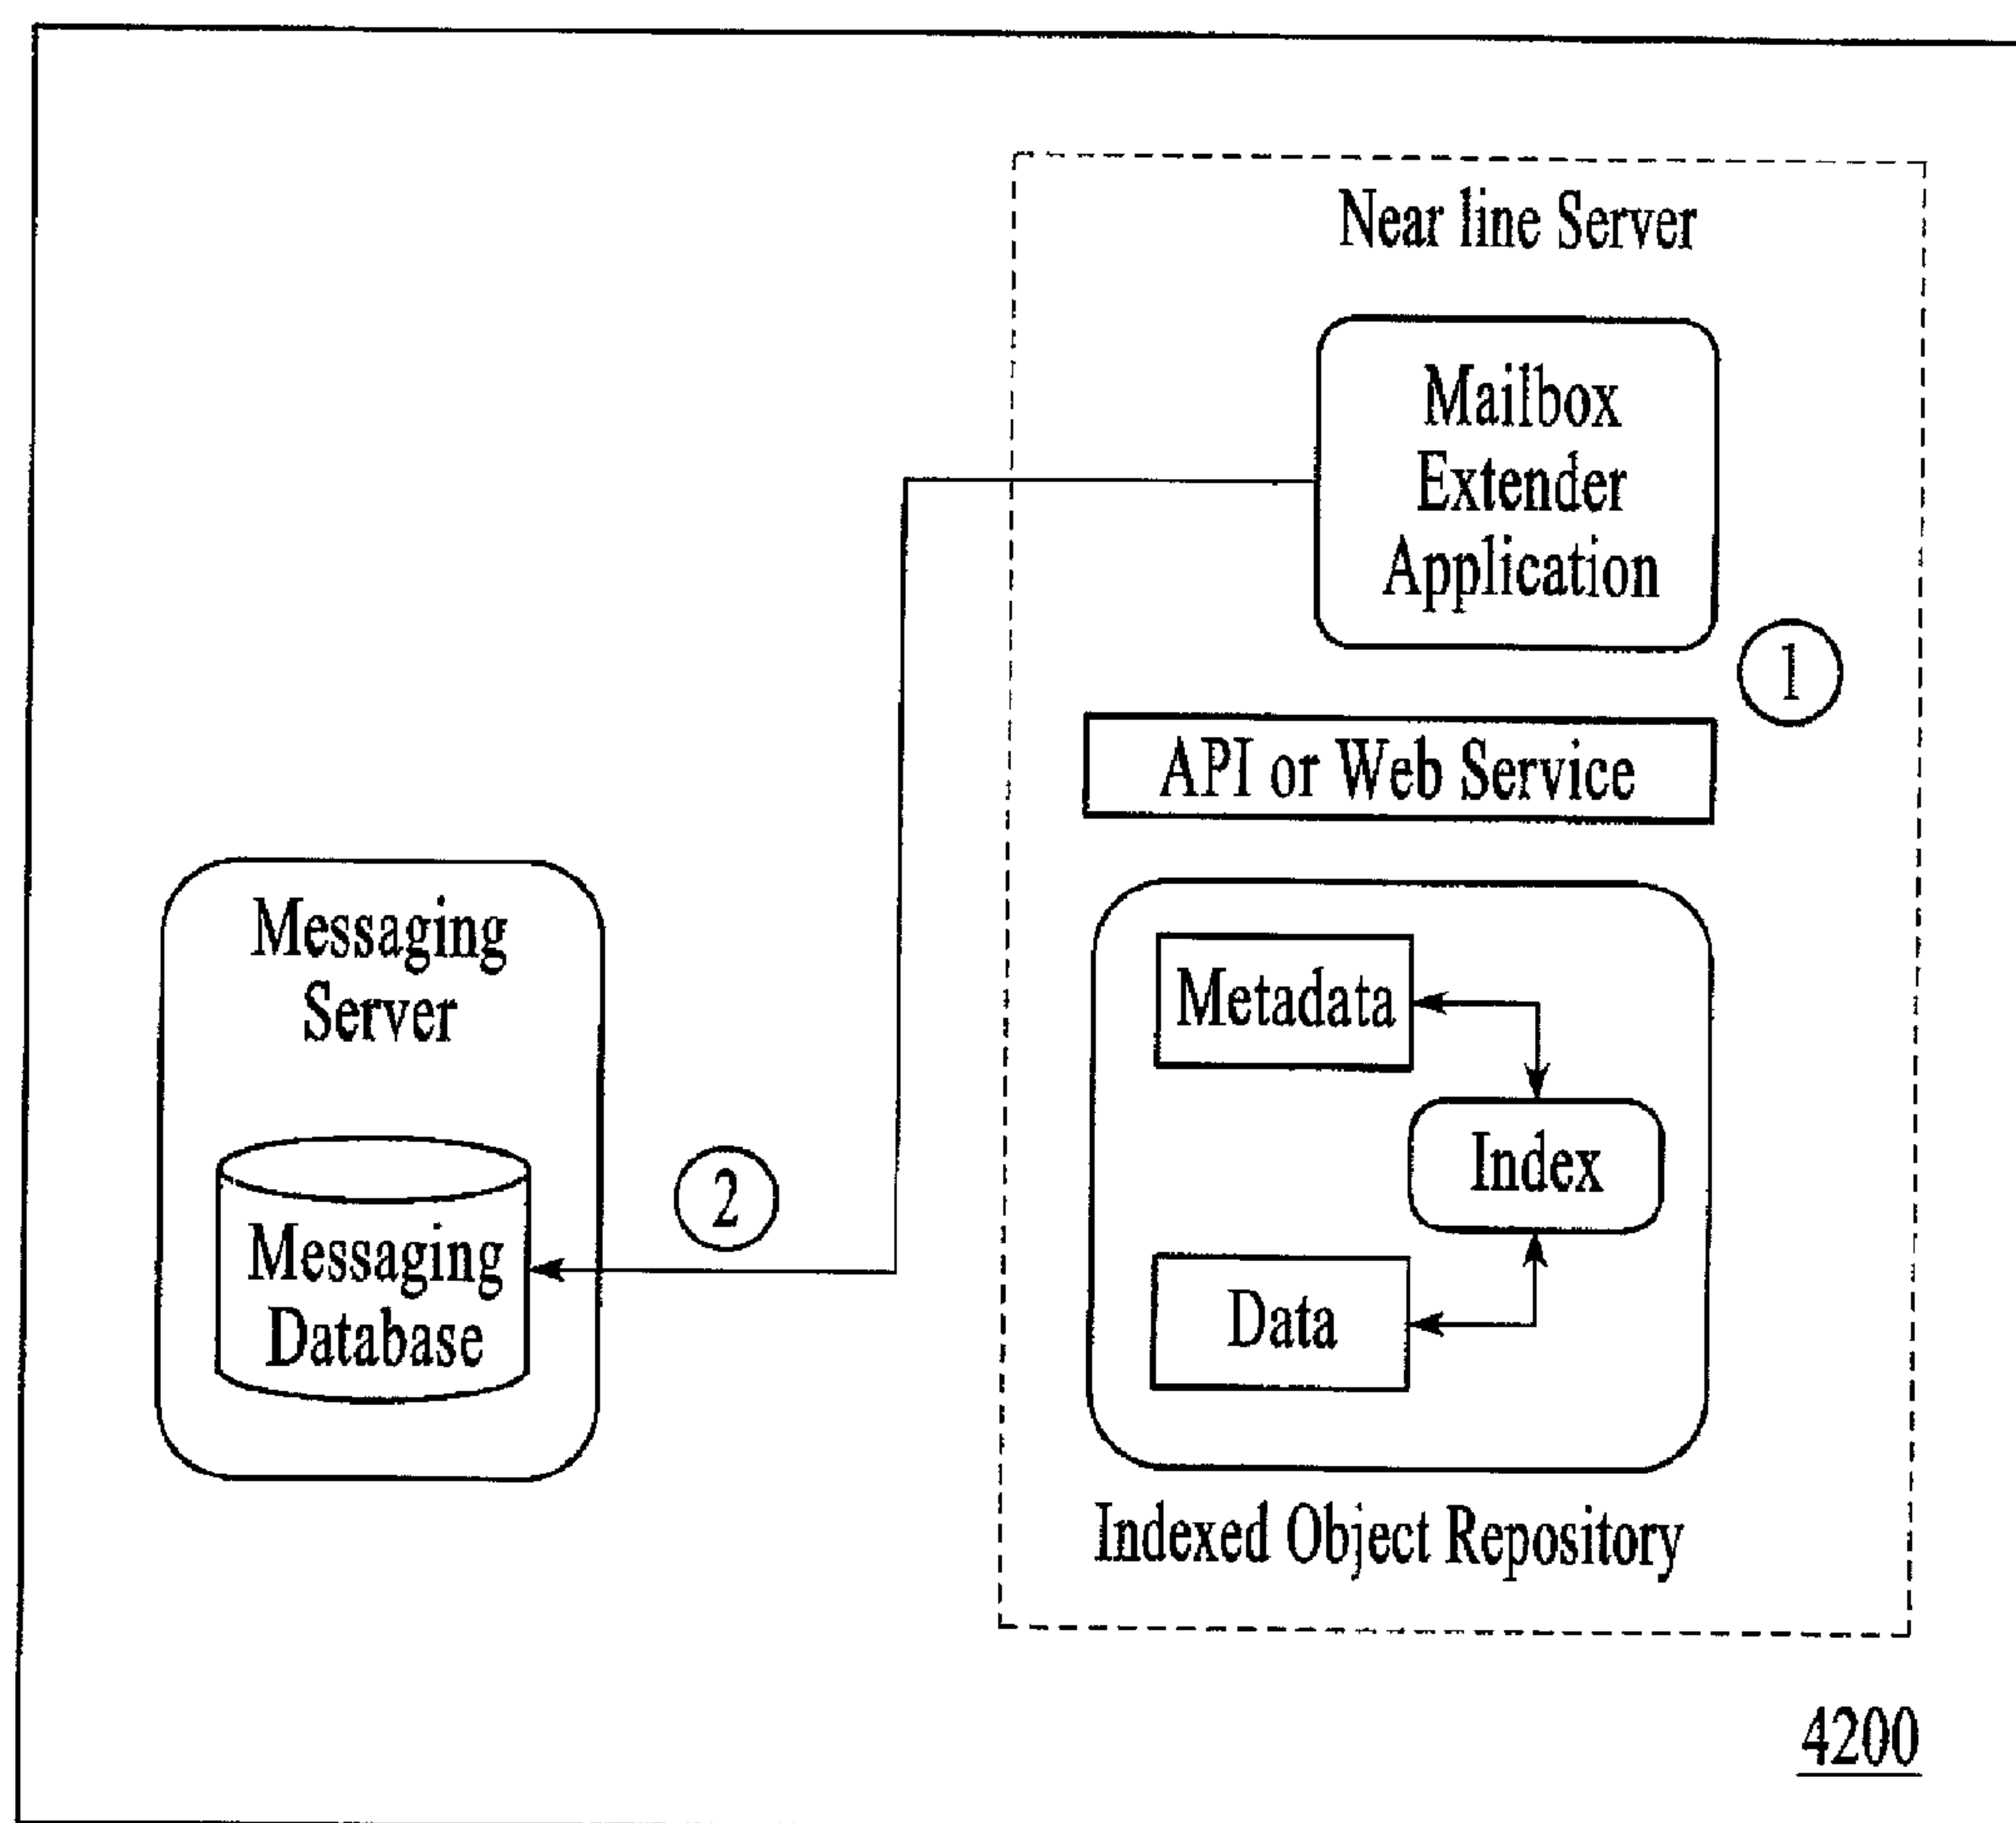 Near line Server
Mailbox
Extender
Application
1
API or Web Service
Messaging
Server
Metadata
Index
2
Messaging
Database
Data
Indexed Object Repository
4200